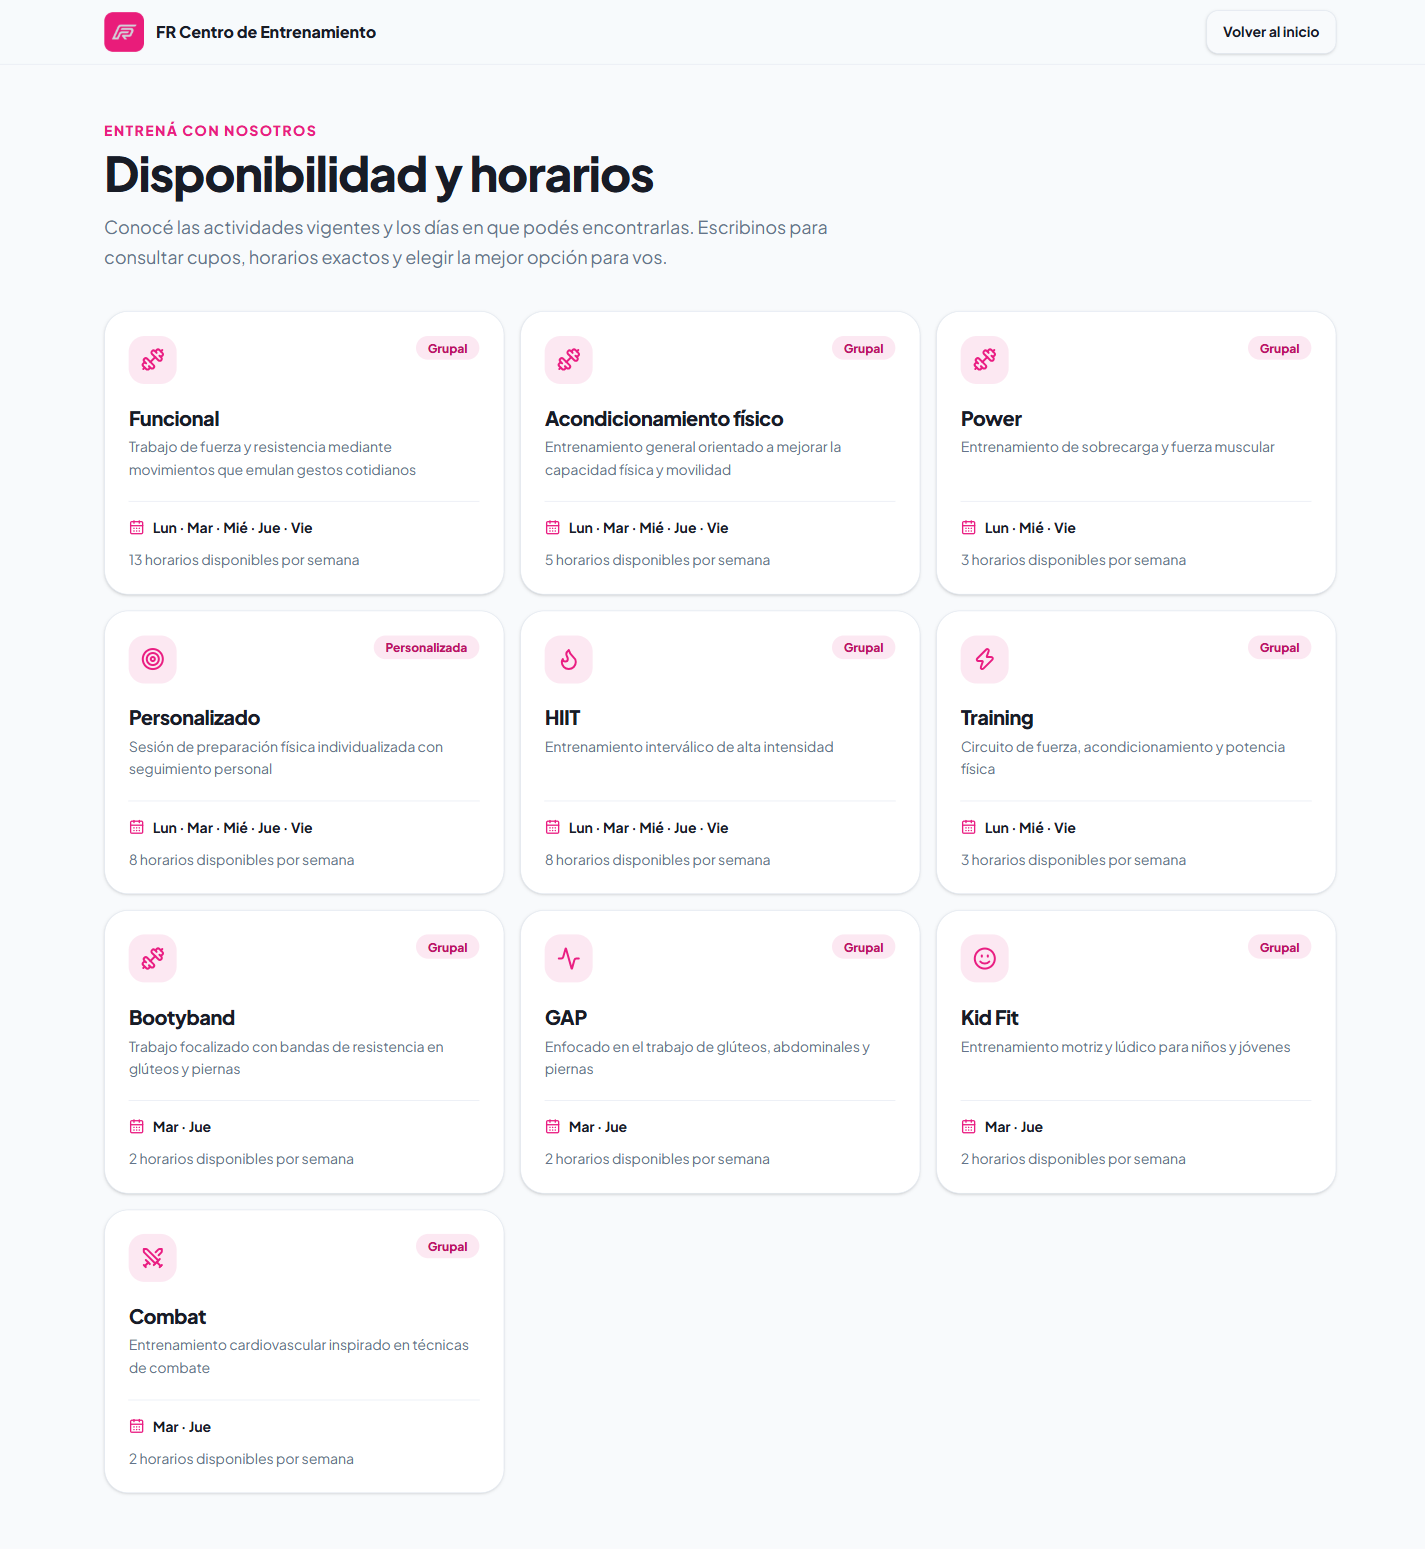 FR Centro de Entrenamiento
Volver al inicio
ENTRENÁ CON NOSOTROS
Disponibilidad y horarios
Conocé las actividades vigentes y los días en que podés encontrarlas. Escribinos para
consultar cupos, horarios exactos y elegir la mejor opción para vos.
Grupal
Funcional
Trabajo de fuerza y resistencia mediante
movimientos que emulan gestos cotidianos
Lun · Mar · Mié · Jue · Vie
13 horarios disponibles por semana
Grupal
Acondicionamiento físico
Entrenamiento general orientado a mejorar la
capacidad física y movilidad
Lun · Mar · Mié · Jue · Vie
5 horarios disponibles por semana
Grupal
Power
Entrenamiento de sobrecarga y fuerza muscular
Lun · Mié · Vie
3 horarios disponibles por semana
Personalizada
Personalizado
Sesión de preparación física individualizada con
seguimiento personal
Lun · Mar · Mié · Jue · Vie
8 horarios disponibles por semana
Grupal
HIIT
Entrenamiento interválico de alta intensidad
Lun · Mar · Mié · Jue · Vie
8 horarios disponibles por semana
Grupal
Training
Circuito de fuerza, acondicionamiento y potencia
física
Lun · Mié · Vie
3 horarios disponibles por semana
Grupal
Bootyband
Trabajo focalizado con bandas de resistencia en
glúteos y piernas
Mar · Jue
2 horarios disponibles por semana
Grupal
GAP
Enfocado en el trabajo de glúteos, abdominales y
piernas
Mar · Jue
2 horarios disponibles por semana
Grupal
Kid Fit
Entrenamiento motriz y lúdico para niños y jóvenes
Mar · Jue
2 horarios disponibles por semana
Grupal
Combat
Entrenamiento cardiovascular inspirado en técnicas
de combate
Mar · Jue
2 horarios disponibles por semana